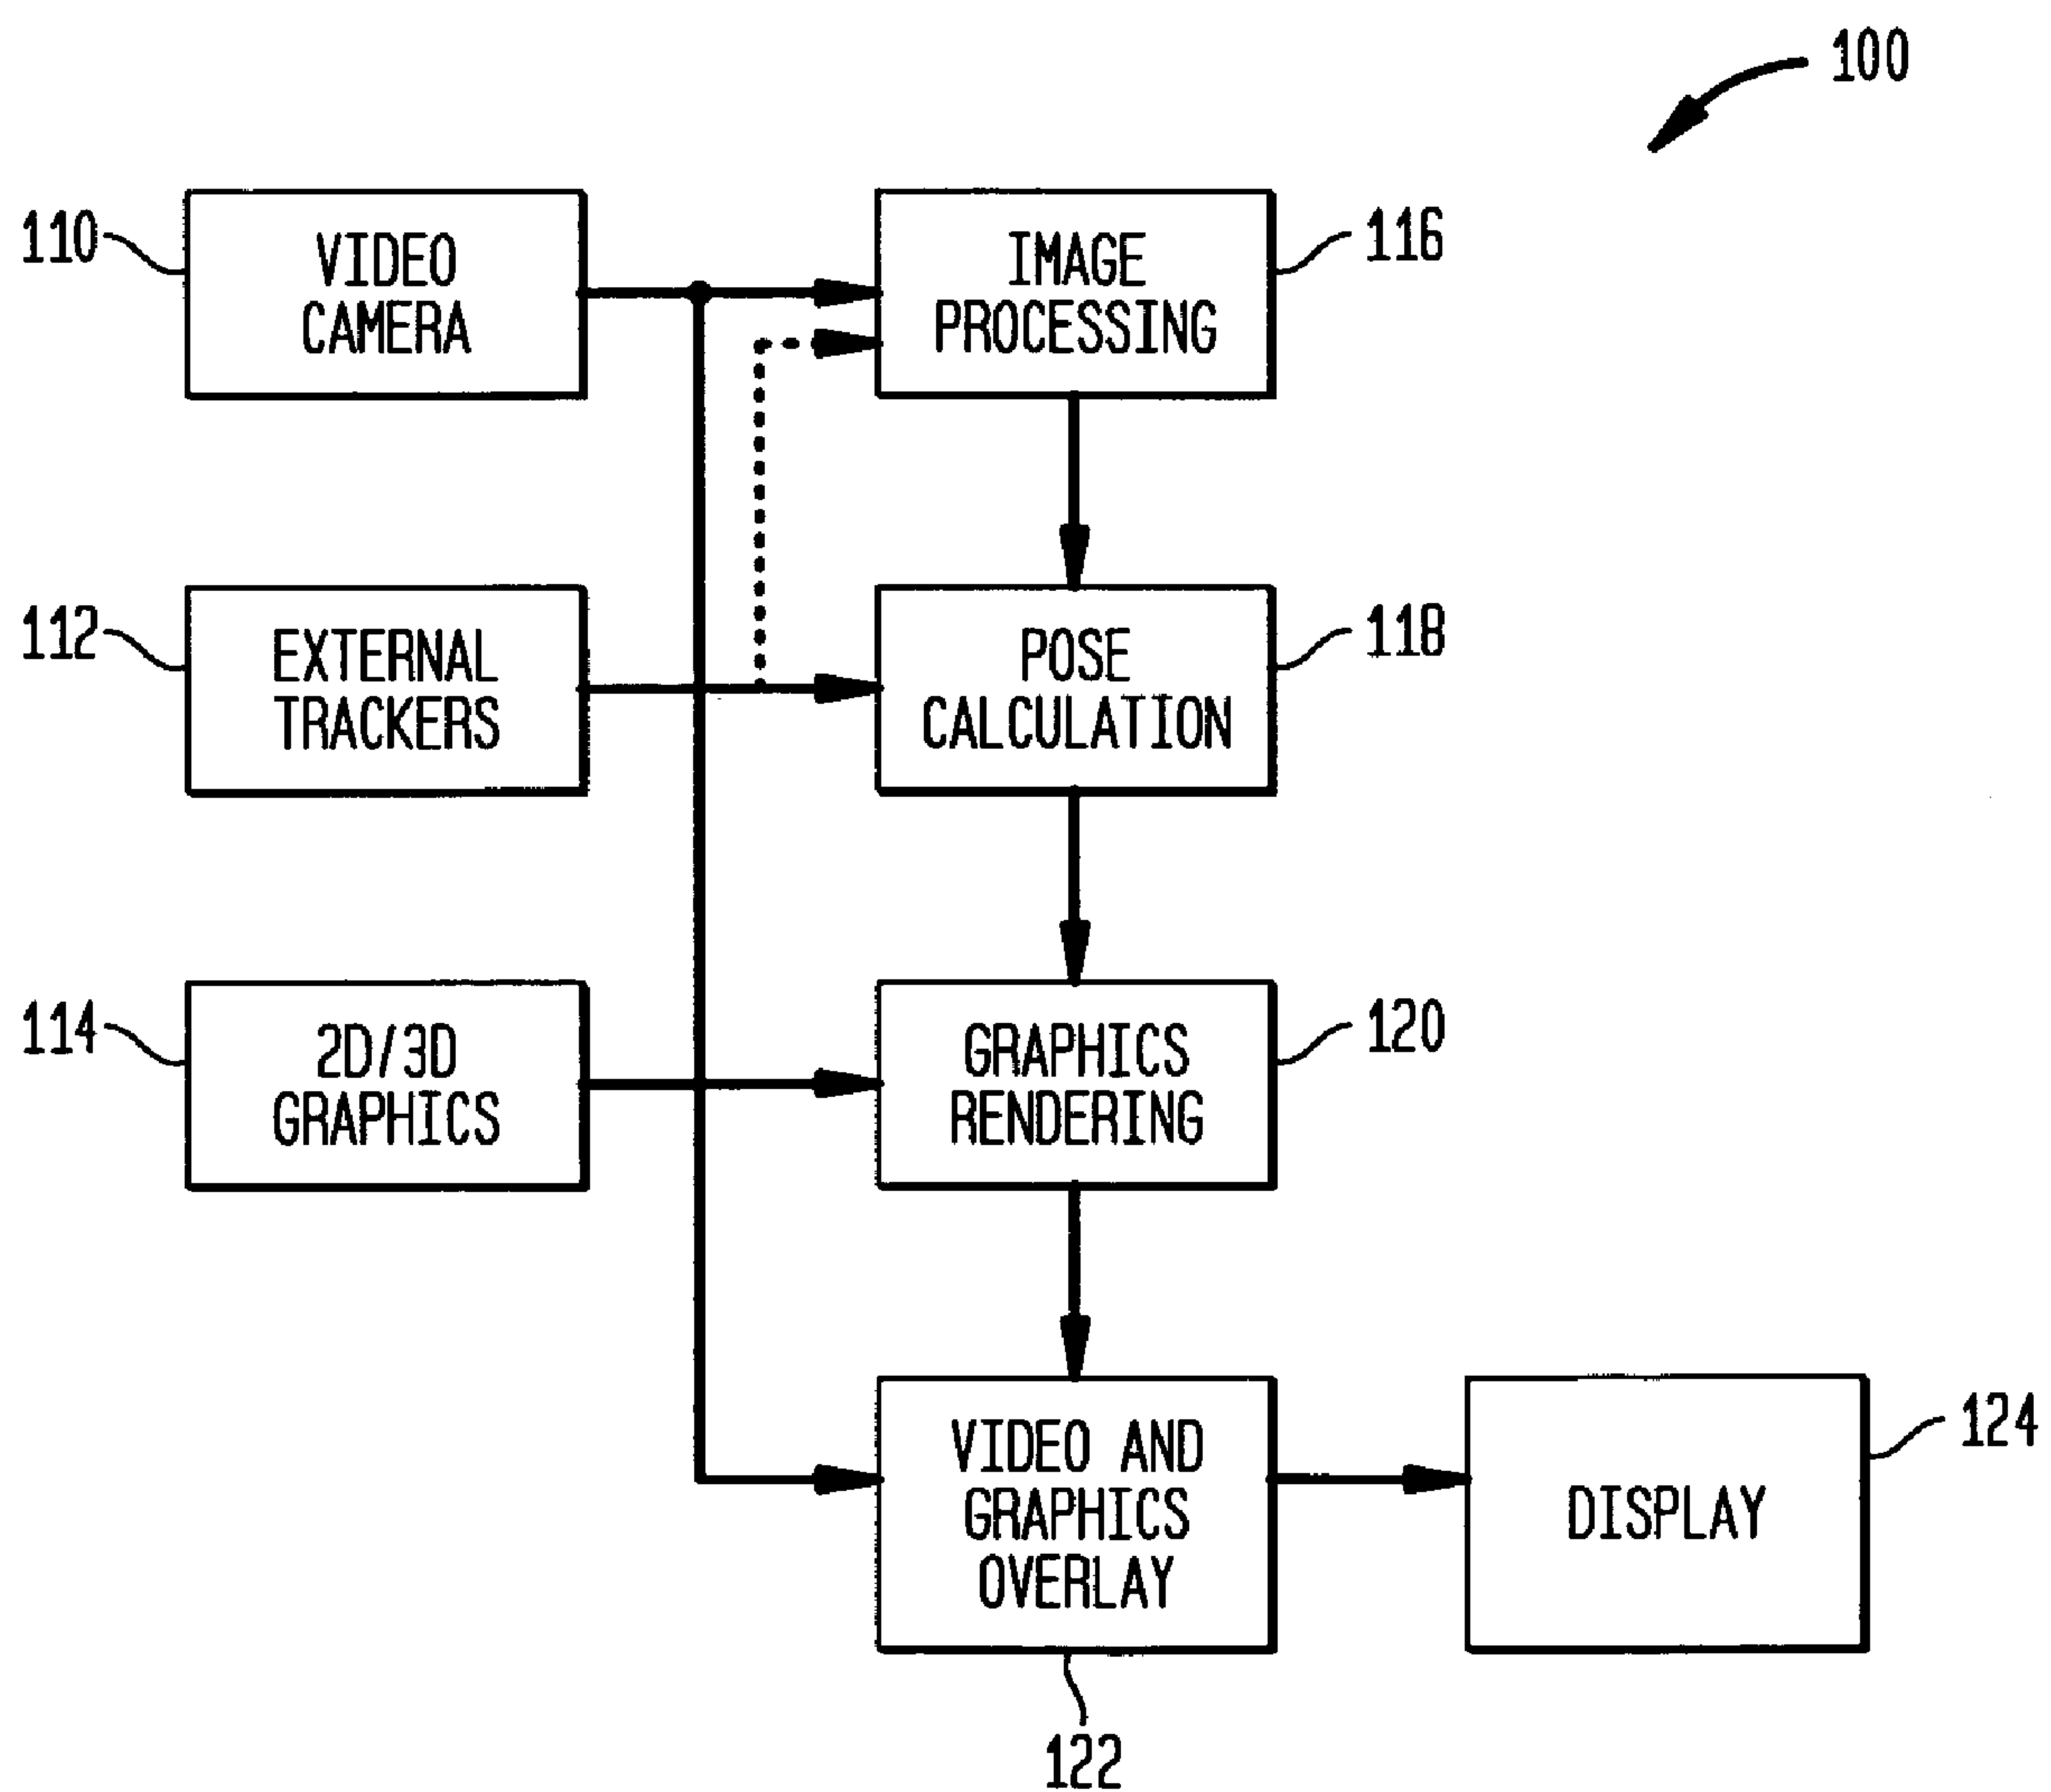 100
110
VIDEO
CAMERA
IMAGE
PROCESSING
116
112
EXTERNAL
TRACKERS
POSE
CALCULATION
118
114
2D/3D
GRAPHICS
GRAPHICS
RENDERING
120
VIDEO AND
GRAPHICS
OVERLAY
122
DISPLAY
124